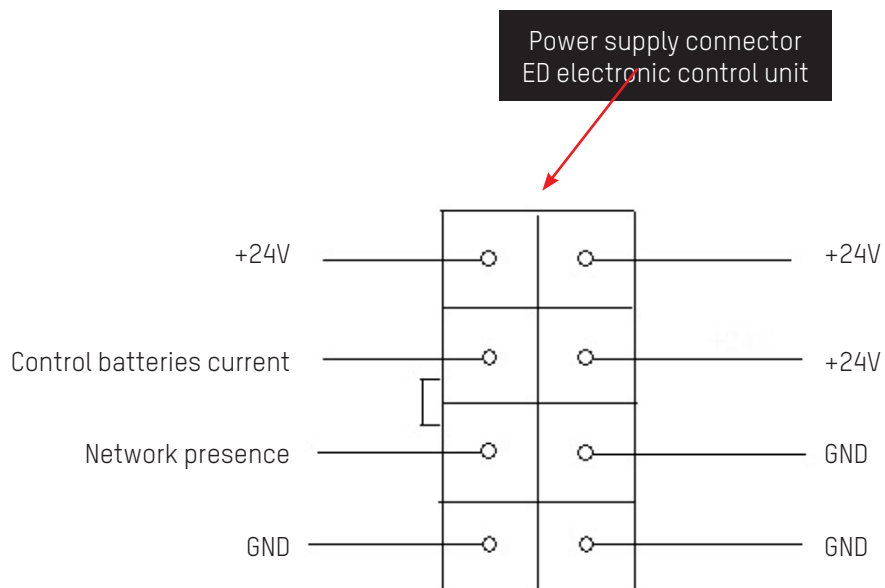 Power supply connector
ED electronic control unit
+24V +24V
Control batteries current +24V
Network presence GND
GND GND